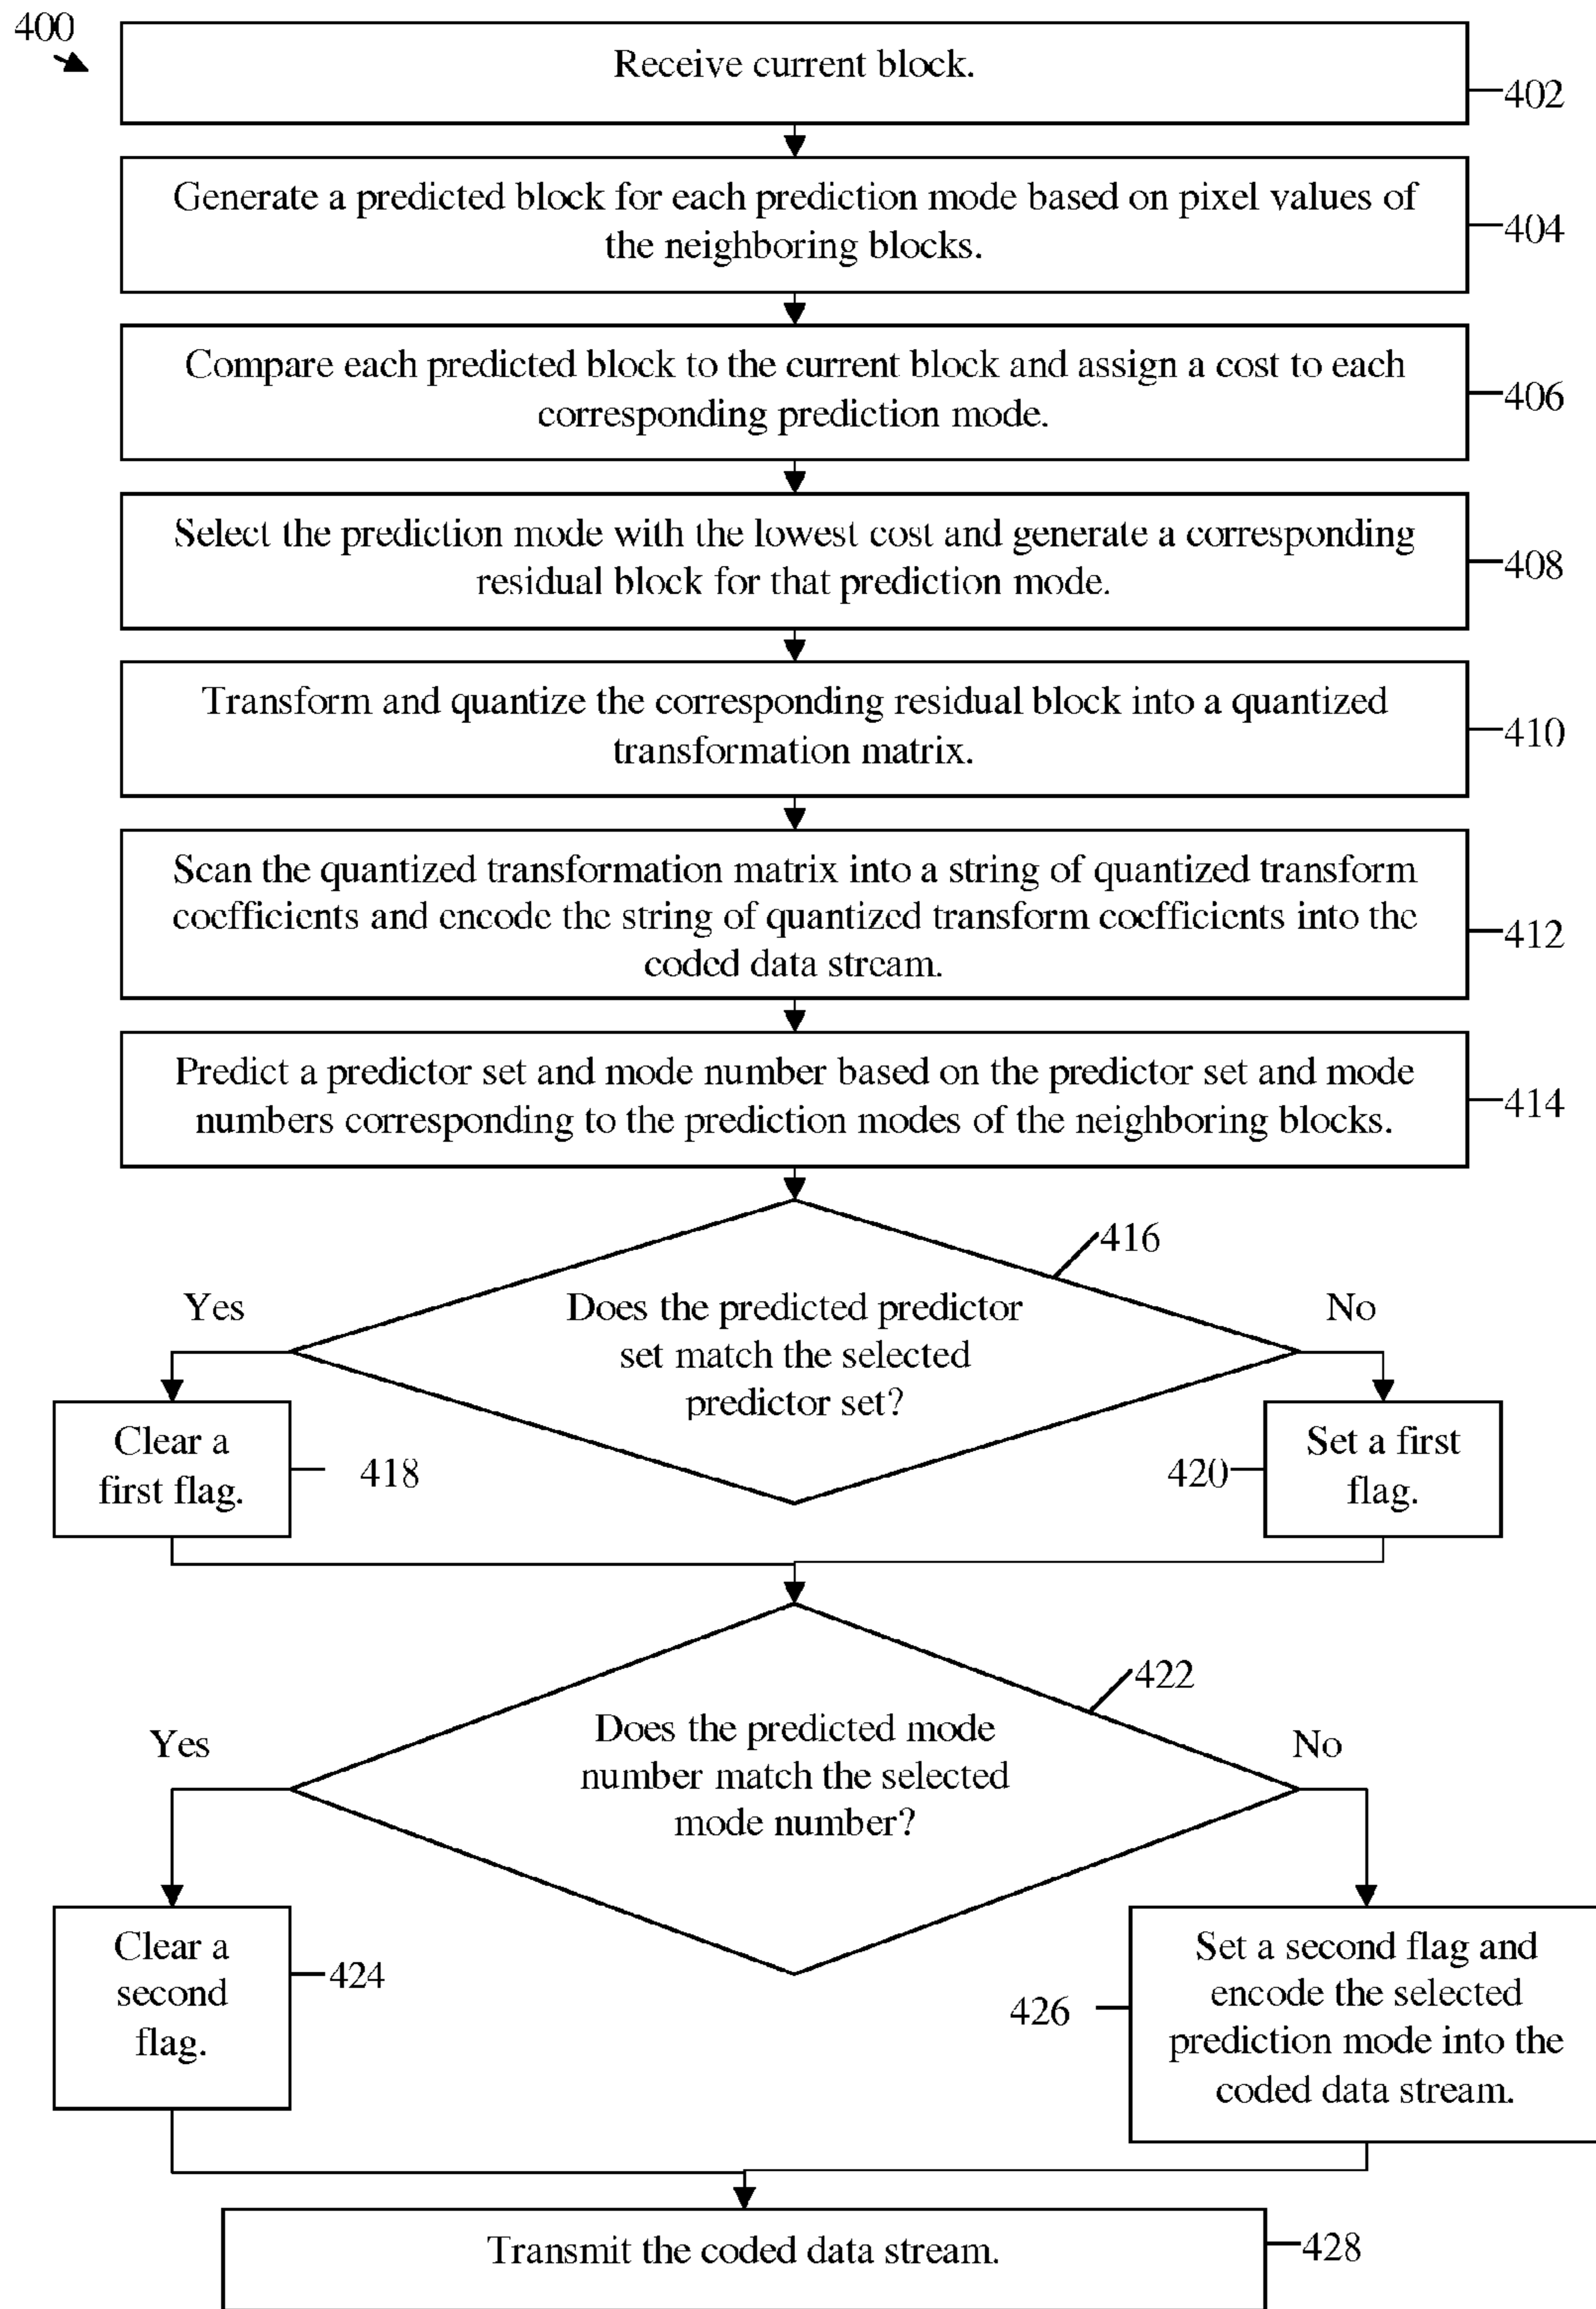 400
Receive current block.
402
Generate a predicted block for each prediction mode based on pixel values of
the neighboring blocks.
404
Compare each predicted block to the current block and assign a cost to each
corresponding prediction mode.
406
Select the prediction mode with the lowest cost and generate a corresponding
residual block for that prediction mode.
408
Transform and quantize the corresponding residual block into a quantized
transformation matrix.
410
Scan the quantized transformation matrix into a string of quantized transform
coefficients and encode the string of quantized transform coefficients into the
coded data stream.
412
Predict a predictor set and mode number based on the predictor set and mode
numbers corresponding to the prediction modes of the neighboring blocks.
414
416
Yes
No
Does the predicted predictor
set match the selected
predictor set?
Clear a
first flag.
418
420
Set a first
flag.
422
Yes
No
Does the predicted mode
number match the selected
mode number?
Clear a
second
flag.
424
426
Set a second flag and
encode the selected
prediction mode into the
coded data stream.
Transmit the coded data stream.
428